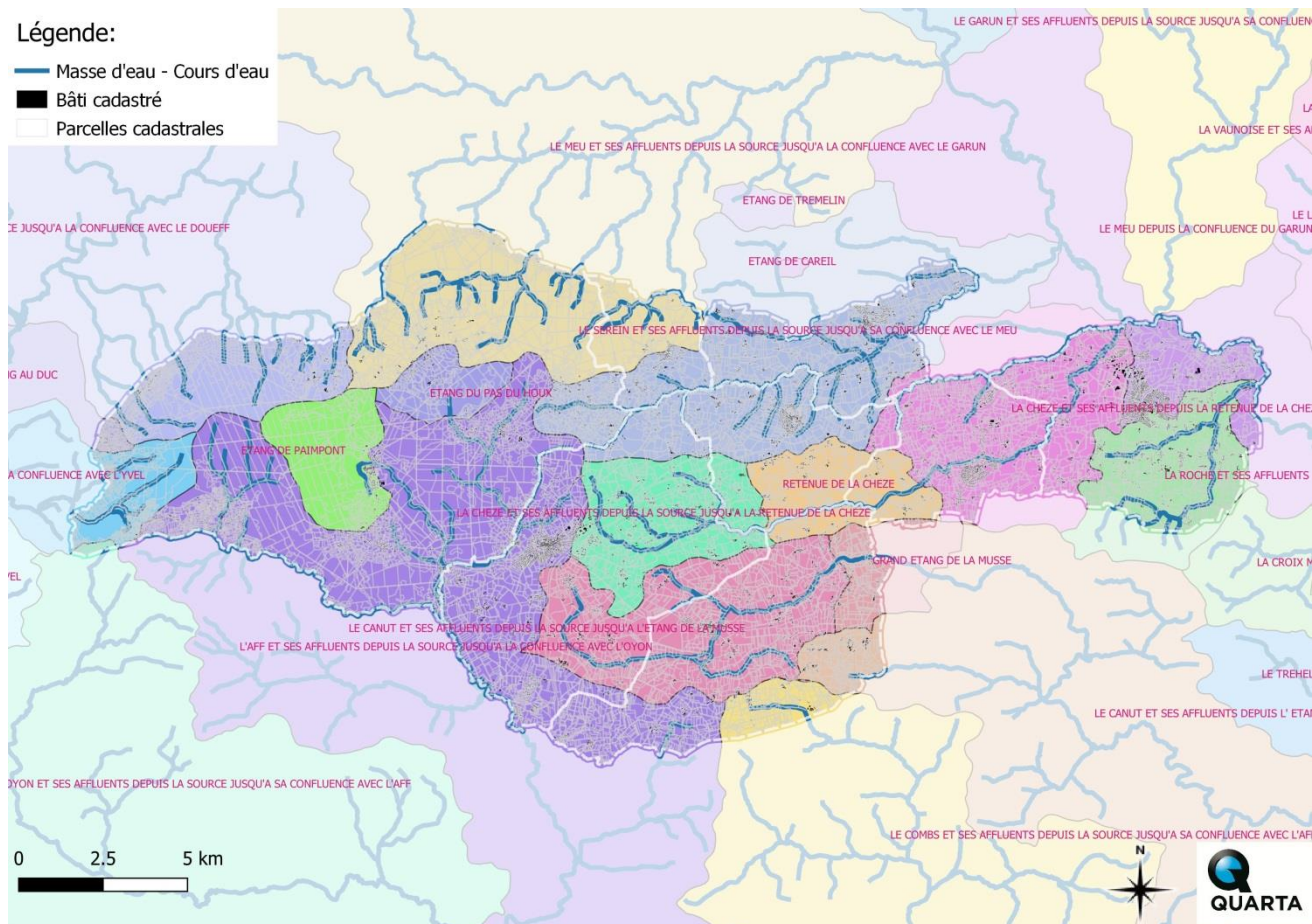 Légende:
Masse d'eau - Cours d'eau
Bâti cadastré
Parcelles cadastrales
LE GARUN ET SES AFFLUENTS DEPUIS LA SOURCE JUSQU'A SA CONFLUENC
LA
LA VAUNOISE ET SES A
LE MEU ET SES AFFLUENTS DEPUIS LA SOURCE JUSQU'A LA CONFLUENCE AVEC LE GARUN
ETANG DE TREMELIN
LE L
CE JUSQU'A LA CONFLUENCE AVEC LE DOUEFF
LE MEU DEPUIS LA CONFLUENCE DU GARUN
ETANG DE CAREIL
LE SEREIN ET SES AFFLUENTS DEPUIS LA SOURCE JUSQU'A SA CONFLUENCE AVEC LE MEU
NG AU DUC
ETANG DU PAS DU HOUX
LA CHEZE ET SES AFFLUENTS DEPUIS LA RETENUE DE LA CHEZ
ETANG DE PAIMPONT
A CONFLUENCE AVEC L'YVEL
LA ROCHE ET SES AFFLUENTS
RETENUE DE LA CHEZE
LA CHEZE ET SES AFFLUENTS DEPUIS LA SOURCE JUSQU'A LA RETENUE DE LA CHEZE
GRAND ETANG DE LA MUSSE
LA CROIX M
VEL
LE CANUT ET SES AFFLUENTS DEPUIS LA SOURCE JUSQU'A L'ETANG DE LA MUSSE
L'AFF ET SES AFFLUENTS DEPUIS LA SOURCE JUSQU'A LA CONFLUENCE AVEC L'OYON
LE TREHEL
LE CANUT ET SES AFFLUENTS DEPUIS L' ETAN
OYON ET SES AFFLUENTS DEPUIS LA SOURCE JUSQU'A SA CONFLUENCE AVEC L'AFF
LE COMBS ET SES AFFLUENTS DEPUIS LA SOURCE JUSQU'A SA CONFLUENCE AVEC L'AFF
0 2.5 5 km
N
QUARTA